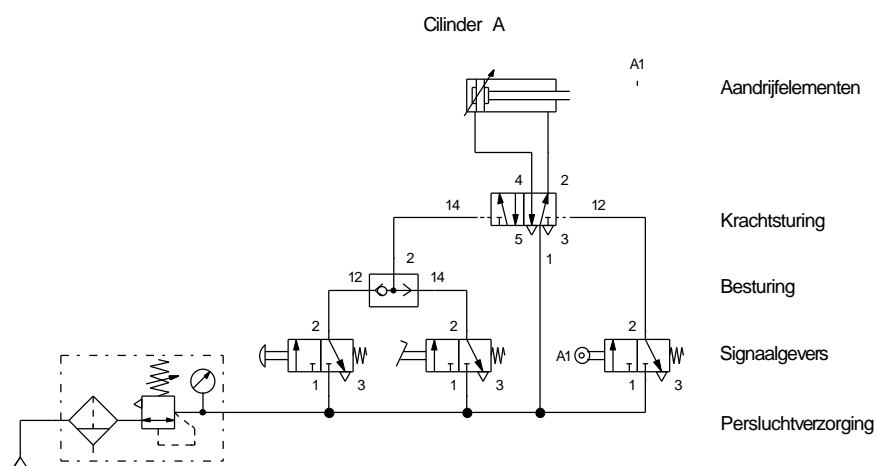 Cilinder A
A1
Aandrijfelementen
4 2
14 12
Krachtsturing
5 3
1
2
12 14
Besturing
2 2 2
A1
Signaalgevers
1 3 1 3 1 3
Persluchtverzorging